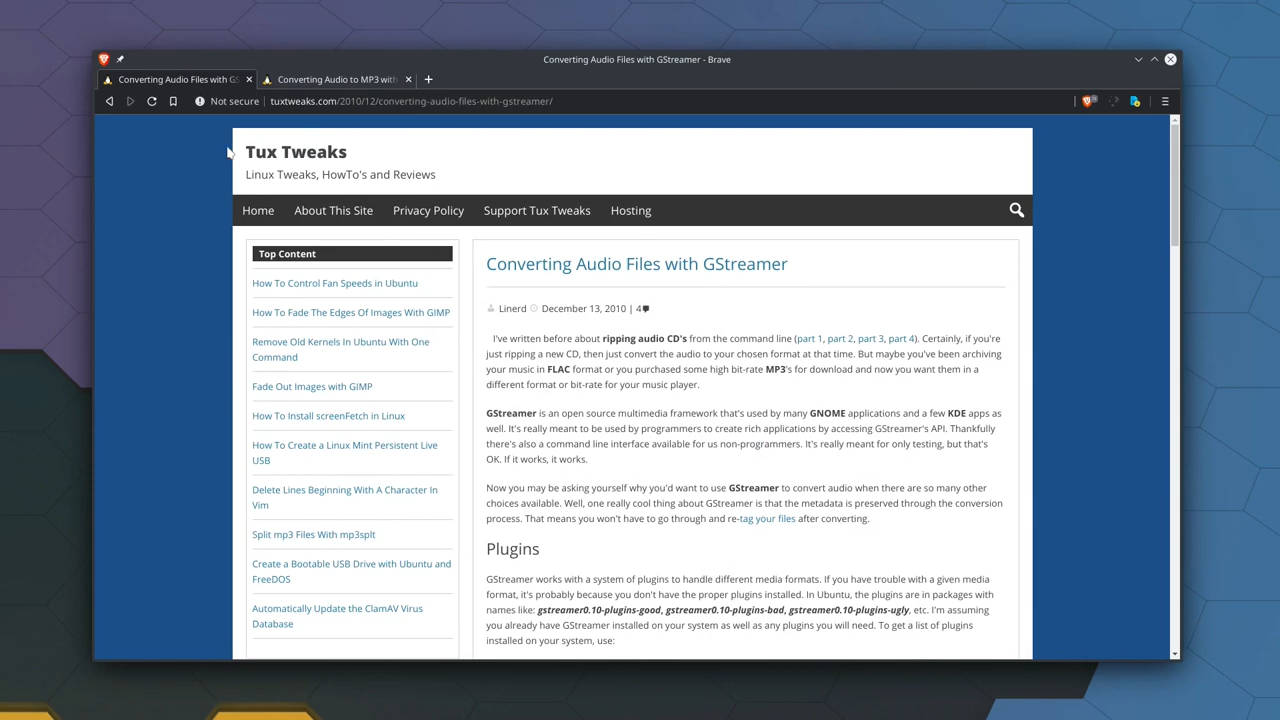 Converting Audio Files with GStreamer - Brave
Converting Audio Files with GS
Converting Audio to MP3 with
Not secure
tuxtweaks.com/2010/12/converting-audio-files-with-gstreamer/
Tux Tweaks
Linux Tweaks, HowTo's and Reviews
Home
About This Site
Privacy Policy
Support Tux Tweaks
Hosting
Top Content
How To Control Fan Speeds in Ubuntu
How To Fade The Edges Of Images With GIMP
Remove Old Kernels In Ubuntu With One
Command
Fade Out Images with GIMP
How To Install screenFetch in Linux
How To Create a Linux Mint Persistent Live
USB
Delete Lines Beginning With A Character In
Vim
Split mp3 Files With mp3splt
Create a Bootable USB Drive with Ubuntu and
FreeDOS
Automatically Update the ClamAV Virus
Database
Converting Audio Files with GStreamer
Linerd December 13, 2010 | 4
I've written before about ripping audio CD's from the command line (part 1, part 2, part 3, part 4). Certainly, if you're
just ripping a new CD, then just convert the audio to your chosen format at that time. But maybe you've been archiving
your music in FLAC format or you purchased some high bit-rate MP3's for download and now you want them in a
different format or bit-rate for your music player.
GStreamer is an open source multimedia framework that's used by many GNOME applications and a few KDE apps as
well. It's really meant to be used by programmers to create rich applications by accessing GStreamer's API. Thankfully
there's also a command line interface available for us non-programmers. It's really meant for only testing, but that's
OK. If it works, it works.
Now you may be asking yourself why you'd want to use GStreamer to convert audio when there are so many other
choices available. Well, one really cool thing about GStreamer is that the metadata is preserved through the conversion
process. That means you won't have to go through and re-tag your files after converting.
Plugins
GStreamer works with a system of plugins to handle different media formats. If you have trouble with a given media
format, it's probably because you don't have the proper plugins installed. In Ubuntu, the plugins are in packages with
names like: gstreamer0.10-plugins-good, gstreamer0.10-plugins-bad, gstreamer0.10-plugins-ugly, etc. I'm assuming
you already have GStreamer installed on your system as well as any plugins you will need. To get a list of plugins
installed on your system, use: